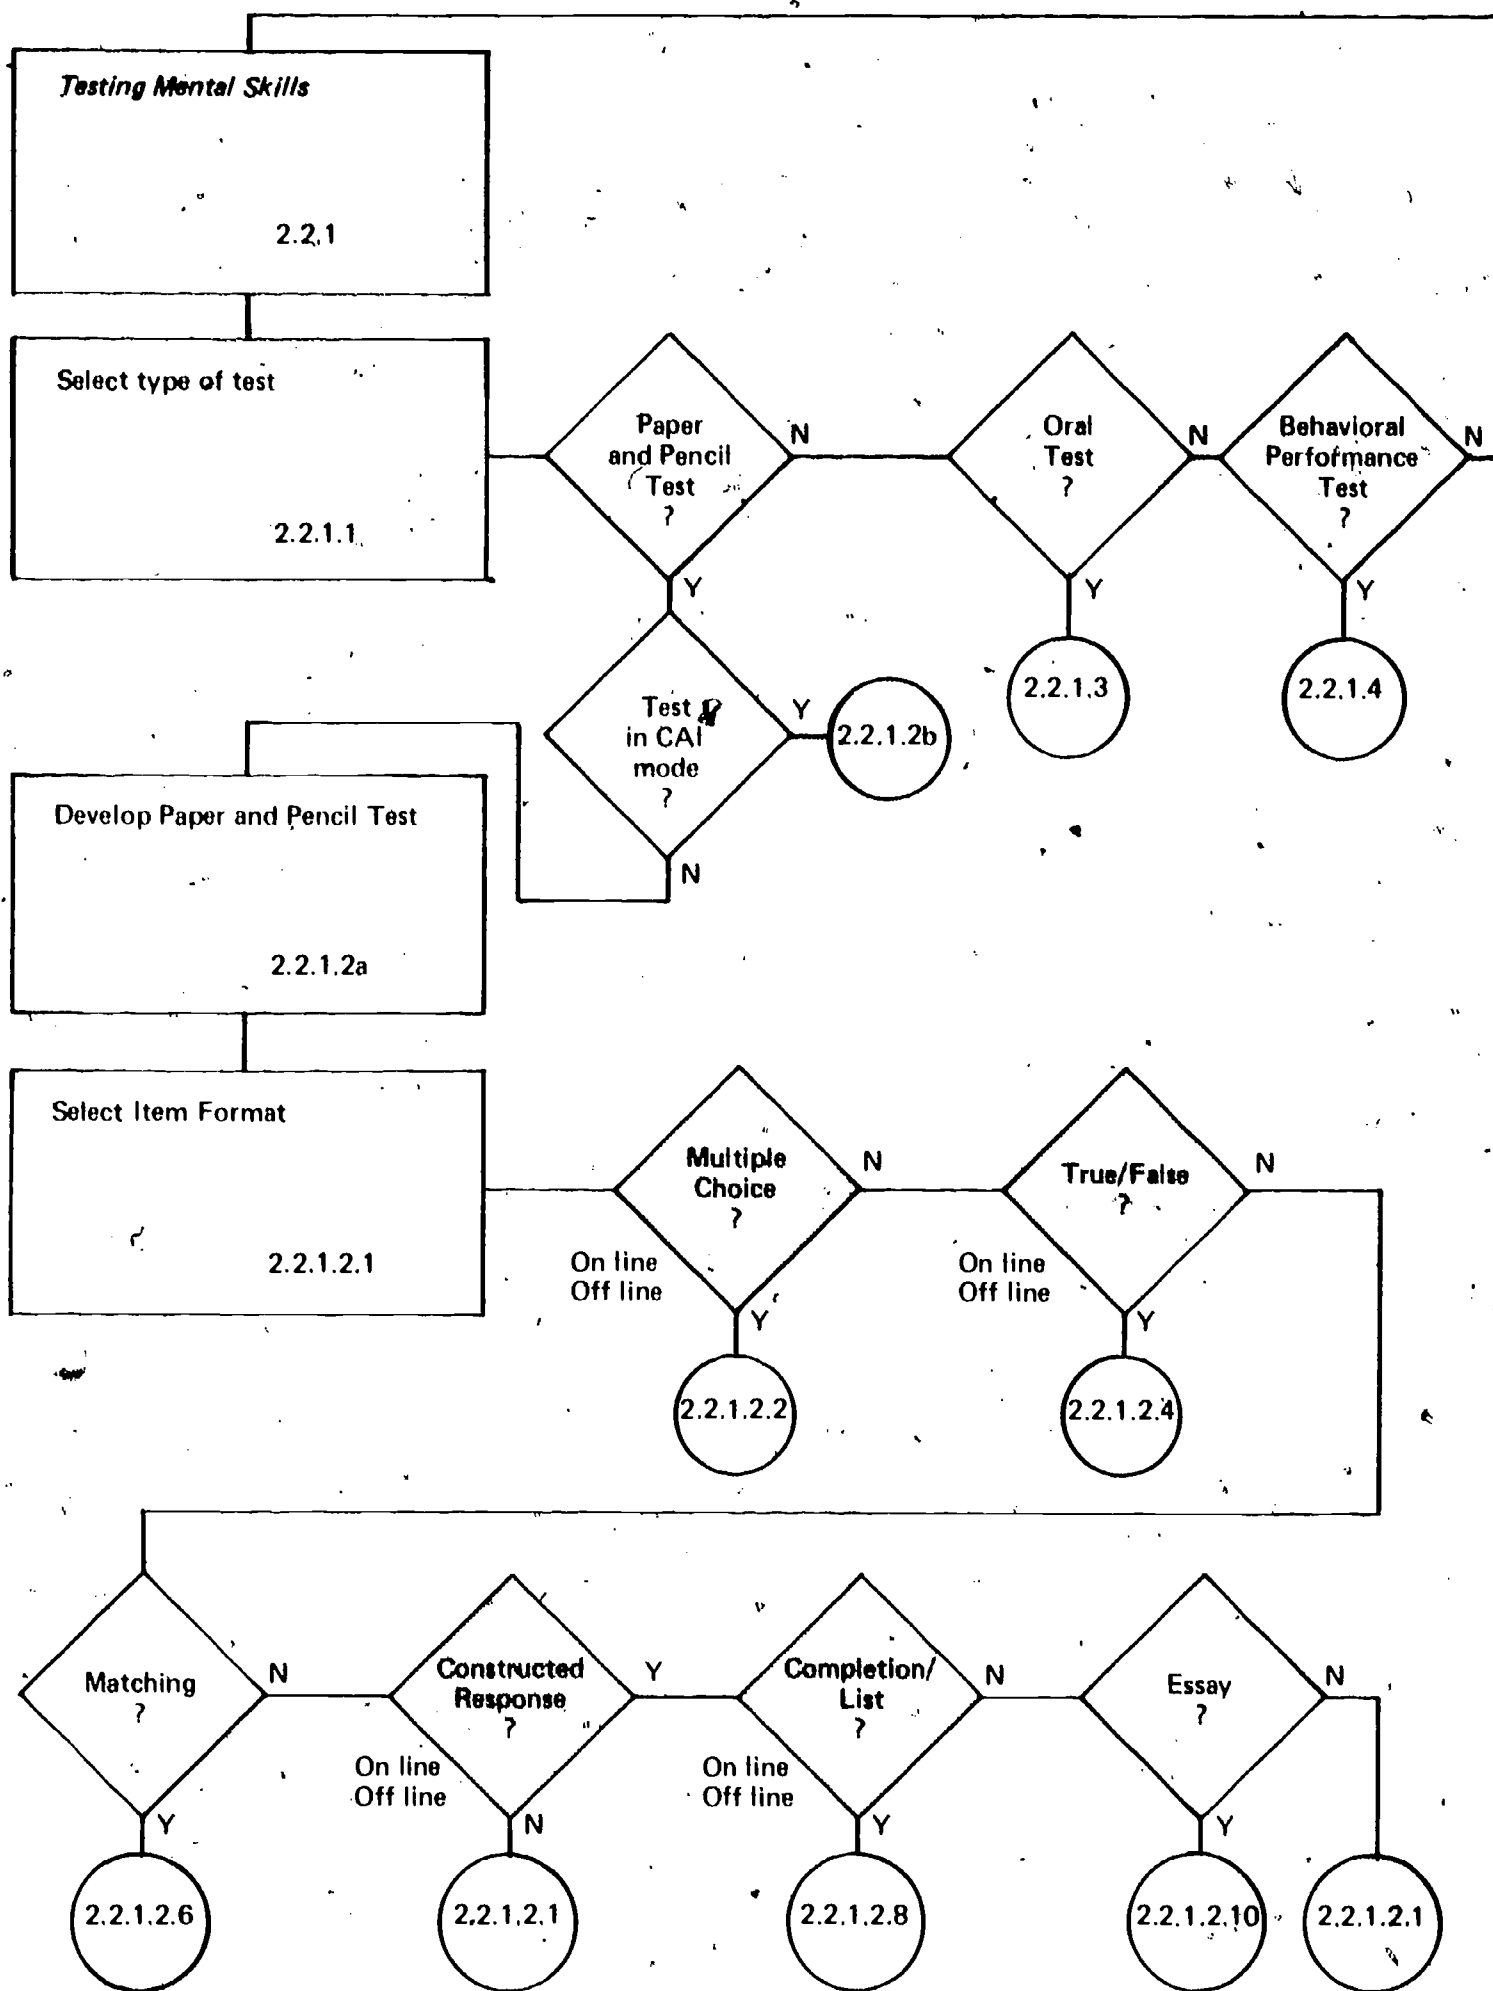 Testing Mental Skills
2.2.1
Select type of test
2.2.1.1
Paper
and Pencil
Test
?
N
Y
Oral
Test
?
N
Y
2.2.1.3
Behavioral
Performance
Test
?
N
Y
2.2.1.4
Test
in CAI
mode
?
Y
2.2.1.2b
N
Develop Paper and Pencil Test
2.2.1.2a
Select Item Format
2.2.1.2.1
Multiple
Choice
?
N
On line
Off line
Y
2.2.1.2.2
True/False
?
N
On line
Off line
Y
2.2.1.2.4
Matching
?
N
Y
2.2.1.2.6
Constructed
Response
?
Y
On line
Off line
N
2.2.1.2.1
Completion/
List
?
N
On line
Off line
Y
2.2.1.2.8
Essay
?
N
Y
2.2.1.2.10
2.2.1.2.1